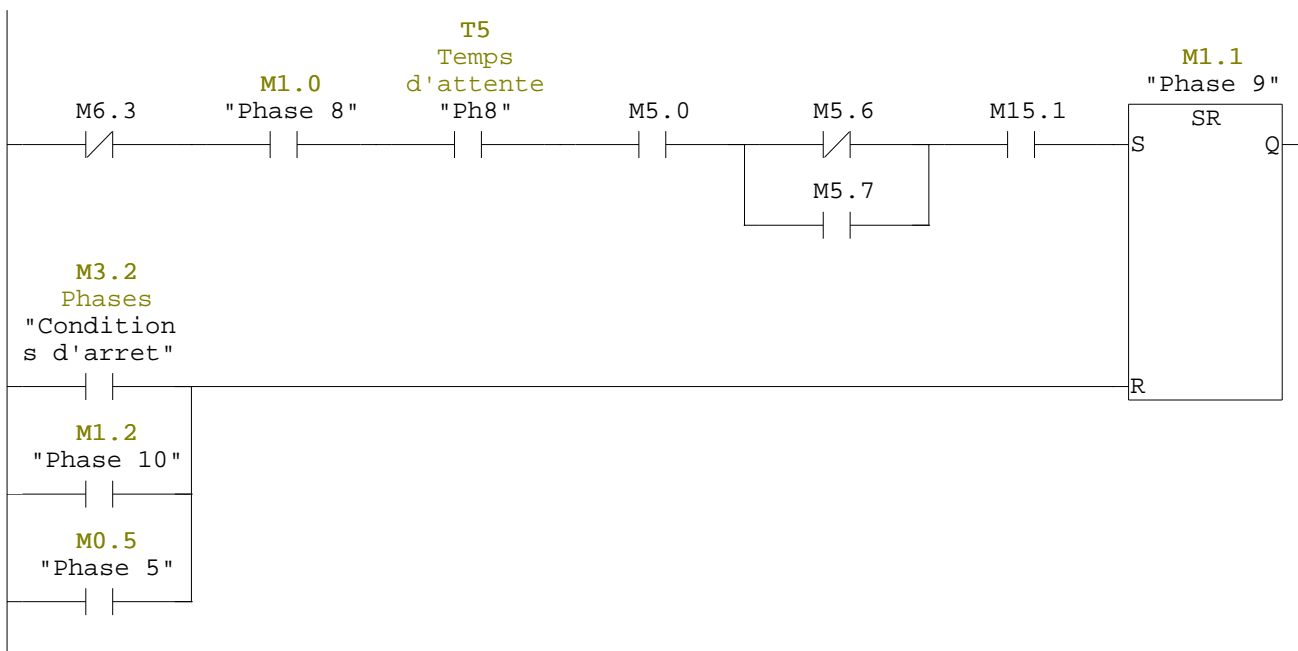 T5
Temps
d'attente
"Ph8"
M6.3
M1.0
"Phase 8"
M5.0
M5.6
M15.1
M1.1
"Phase 9"
SR
S
Q
M5.7
M3.2
Phases
"Condition
s d'arret"
R
M1.2
"Phase 10"
M0.5
"Phase 5"